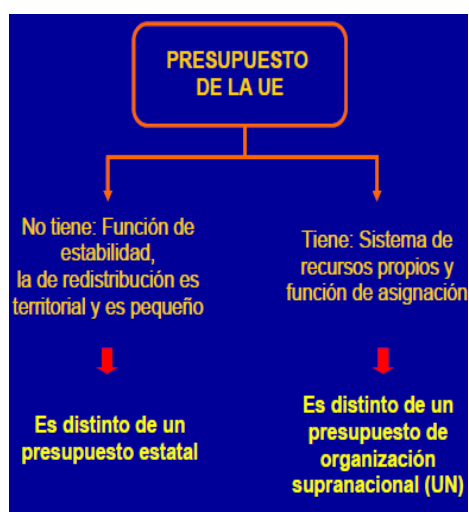 PRESUPUESTO
DE LA UE
No tiene: Función de
estabilidad,
la de redistribución es
territorial y es pequeño
Tiene: Sistema de
recursos propios y
función de asignación
Es distinto de un
presupuesto estatal
Es distinto de un
presupuesto de
organización
supranacional (UN)